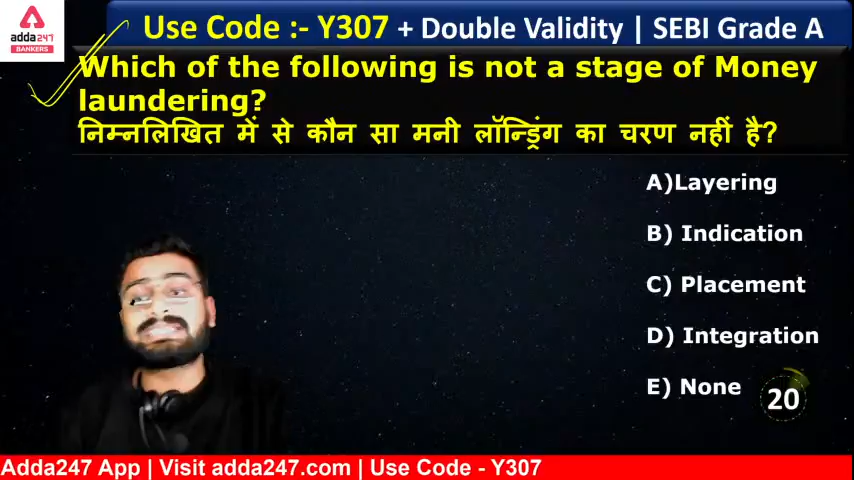 adda247
BANKERS
Use Code :- Y307 + Double Validity | SEBI Grade A
Which of the following is not a stage of Money
laundering?
निम्नलिखित में से कौन सा मनी लॉन्ड्रिंग का चरण नहीं है?
A)Layering
B) Indication
C) Placement
D) Integration
E) None
20
Adda247 App | Visit adda247.com | Use Code - Y307